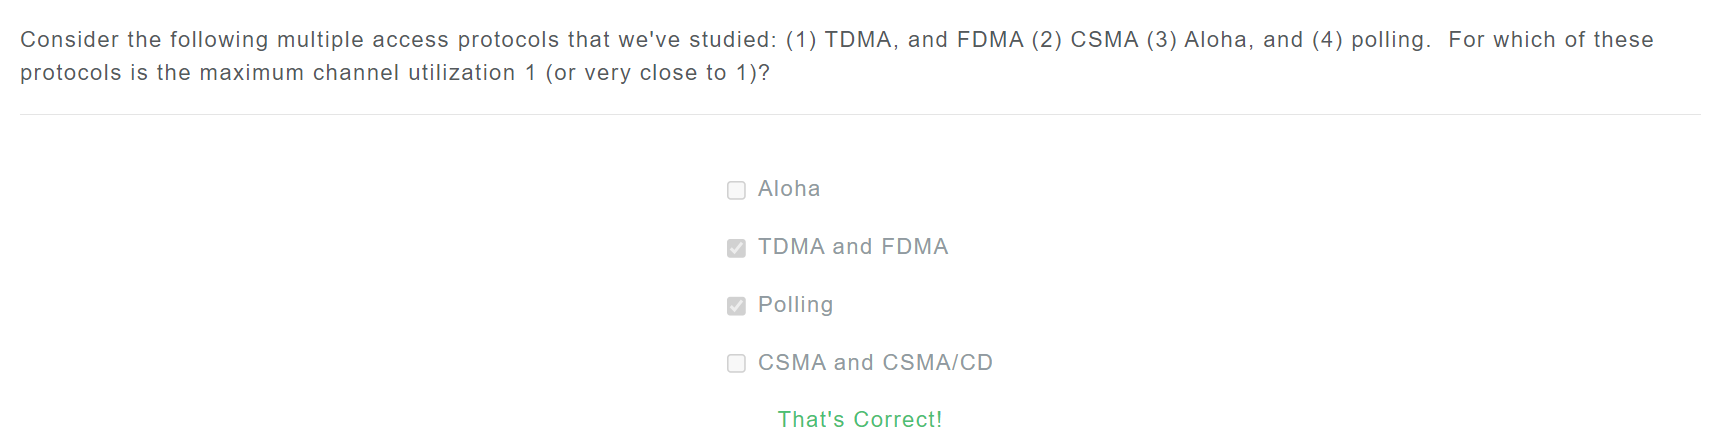 Consider the following multiple access protocols that we've studied: (1) TDMA, and FDMA (2) CSMA (3) Aloha, and (4) polling.  For which of these
protocols is the maximum channel utilization 1 (or very close to 1)?
Aloha
TDMA and FDMA
Polling
CSMA and CSMA/CD
That's Correct!